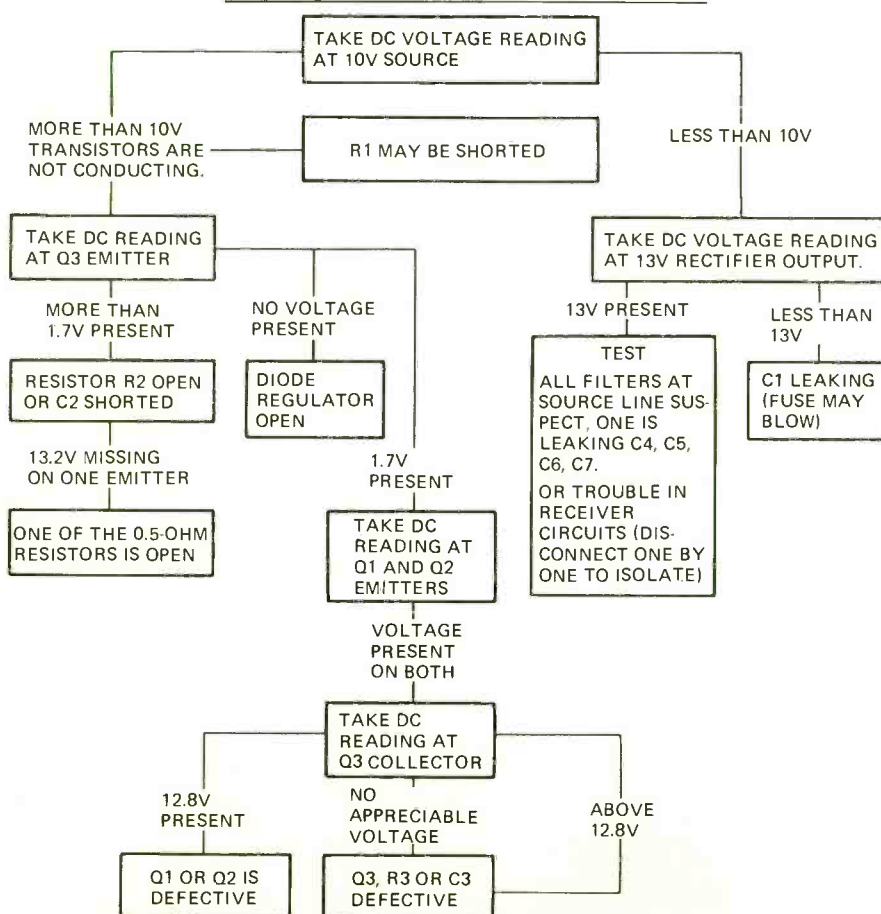 TAKE DC VOLTAGE READING
AT 10V SOURCE
MORE THAN 10V
TRANSISTORS ARE
NOT CONDUCTING.
R1 MAY BE SHORTED
LESS THAN 10V
TAKE DC READING
AT Q3 EMITTER
TAKE DC VOLTAGE READING
AT 13V RECTIFIER OUTPUT.
MORE THAN
1.7V PRESENT
NO VOLTAGE
PRESENT
13V PRESENT
LESS THAN
13V
RESISTOR R2 OPEN
OR C2 SHORTED
DIODE
REGULATOR
OPEN
TEST
ALL FILTERS AT
SOURCE LINE SUS-
PECT, ONE IS
LEAKING C4, C5,
C6, C7.
OR TROUBLE IN
RECEIVER
CIRCUITS (DIS-
CONNECT ONE BY
ONE TO ISOLATE)
C1 LEAKING
(FUSE MAY
BLOW)
13.2V MISSING
ON ONE EMITTER
1.7V
PRESENT
ONE OF THE 0.5-OHM
RESISTORS IS OPEN
TAKE DC
READING AT
Q1 AND Q2
EMITTERS
VOLTAGE
PRESENT
ON BOTH
TAKE DC
READING AT
Q3 COLLECTOR
12.8V
PRESENT
NO
APPRECIABLE
VOLTAGE
ABOVE
12.8V
Q1 OR Q2 IS
DEFECTIVE
Q3, R3 OR C3
DEFECTIVE